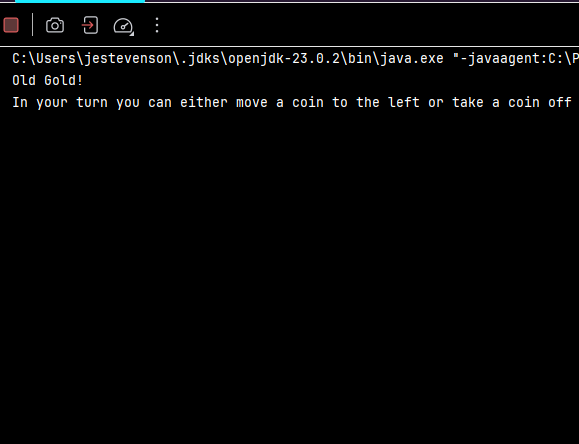 C:\Users\jestevenson\.jdks\openjdk-23.0.2\bin\java.exe "-javaagent:C:\P
Old Gold!
In your turn you can either move a coin to the left or take a coin off